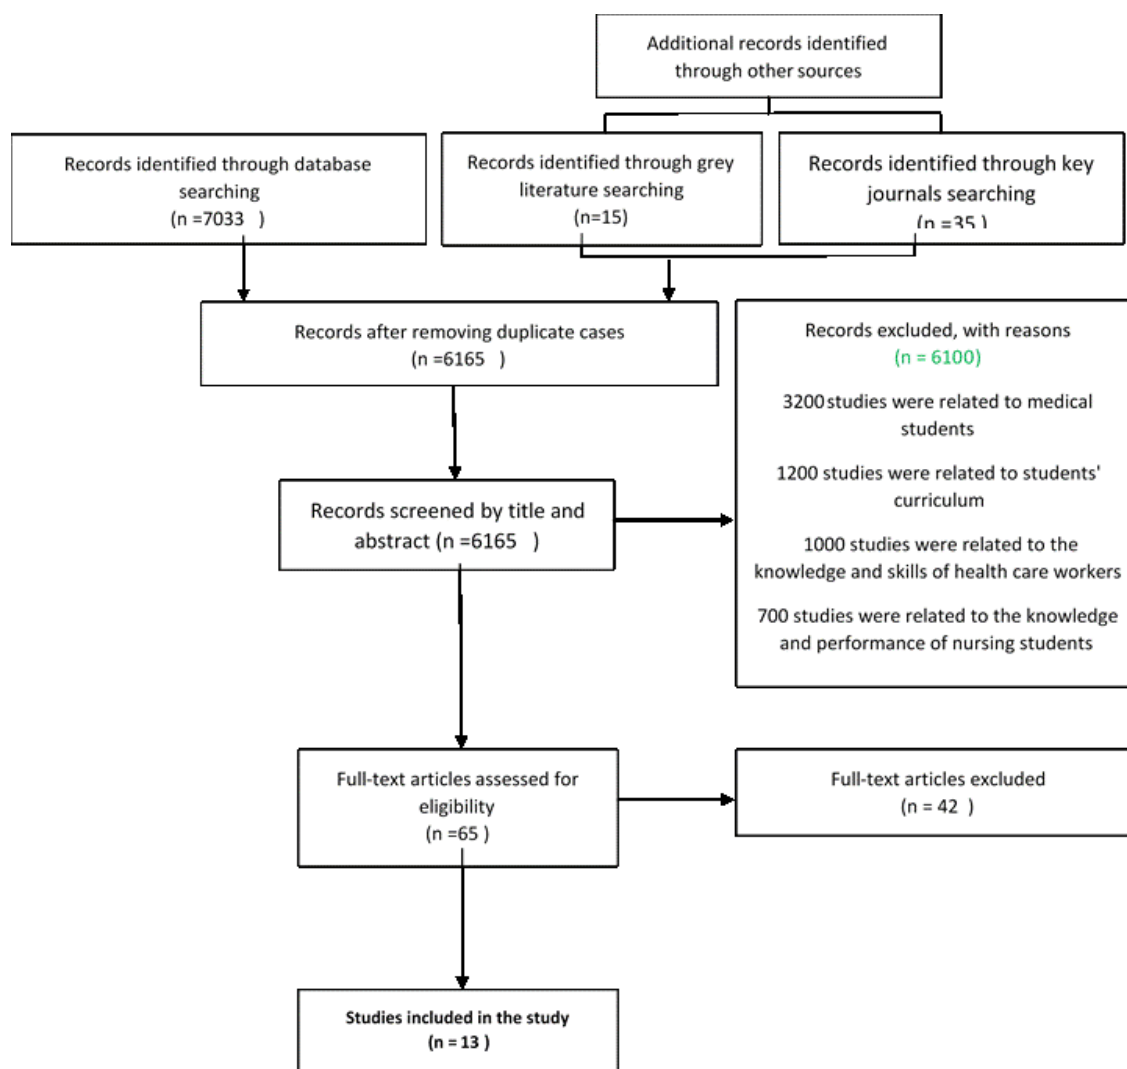 Additional records identified
through other sources
Records identified through database
searching
(n =7033 )
Records identified through grey
literature searching
(n=15)
Records identified through key
journals searching
(n =35 )
Records after removing duplicate cases
(n =6165 )
Records excluded, with reasons
(n = 6100)
3200 studies were related to medical
students
1200 studies were related to students'
curriculum
1000 studies were related to the
knowledge and skills of health care workers
700 studies were related to the knowledge
and performance of nursing students
Records screened by title and
abstract (n =6165 )
Full-text articles assessed for
eligibility
(n =65 )
Full-text articles excluded
(n = 42 )
Studies included in the study
(n = 13 )